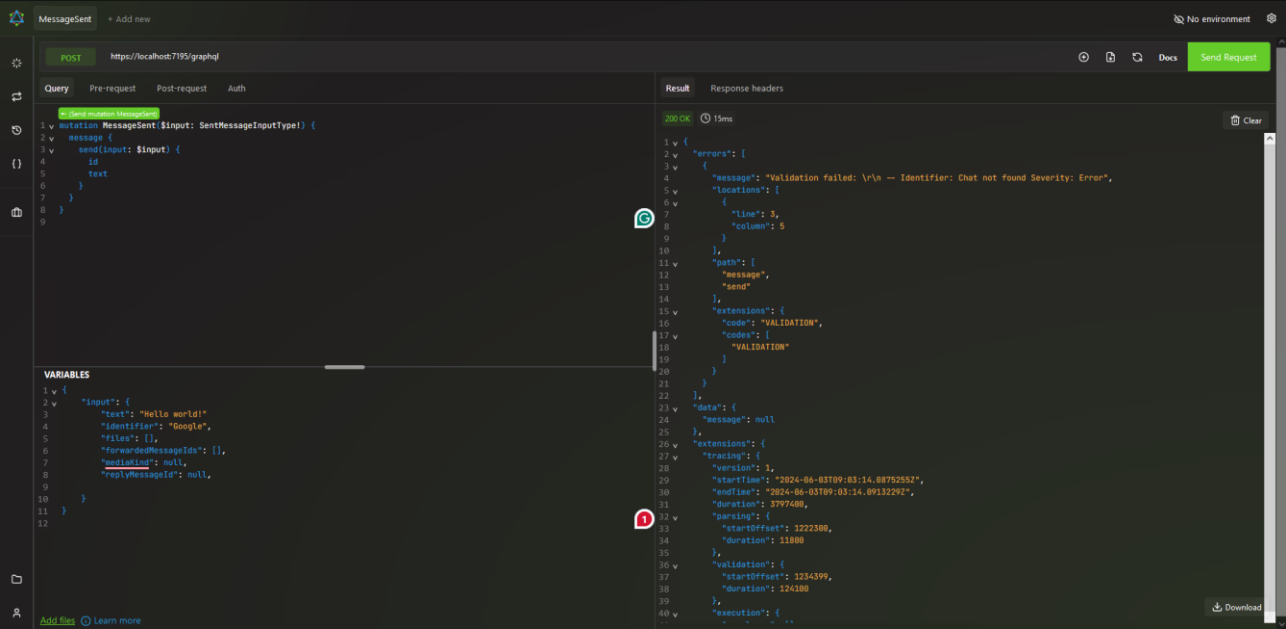 MessageSent
+ Add new
No environment
POST
https://localhost:7195/graphql
Docs
Send Request
Query
Pre-request
Post-request
Auth
Result
Response headers
← (Send mutation MessageSent)
1 mutation MessageSent($input: SentMessageInputType!) {
2 message {
3 send(input: $input) {
4 id
5 text
6 }
7 }
8 }
9
VARIABLES
1 {
2 "input": {
3 "text": "Hello world!"
4 "identifier": "Google",
5 "files": [],
6 "forwardedMessageIds": [],
7 "mediaKind": null,
8 "replyMessageId": null,
9
10 }
11 }
12
1
Add files
Learn more
200 OK
15ms
Clear
1 {
2 "errors": [
3 {
4 "message": "Validation failed: \r\n -- Identifier: Chat not found Severity: Error",
5 "locations": [
6 {
7 "line": 3,
8 "column": 5
9 }
10 ],
11 "path": [
12 "message",
13 "send"
14 ],
15 "extensions": {
16 "code": "VALIDATION",
17 "codes": [
18 "VALIDATION"
19 ]
20 }
21 }
22 ],
23 "data": {
24 "message": null
25 },
26 "extensions": {
27 "tracing": {
28 "version": 1,
29 "startTime": "2024-06-03T09:03:14.0875255Z",
30 "endTime": "2024-06-03T09:03:14.0913229Z",
31 "duration": 3797400,
32 "parsing": {
33 "startOffset": 1222300,
34 "duration": 11800
35 },
36 "validation": {
37 "startOffset": 1234399,
38 "duration": 124100
39 },
40 "execution": {
Download